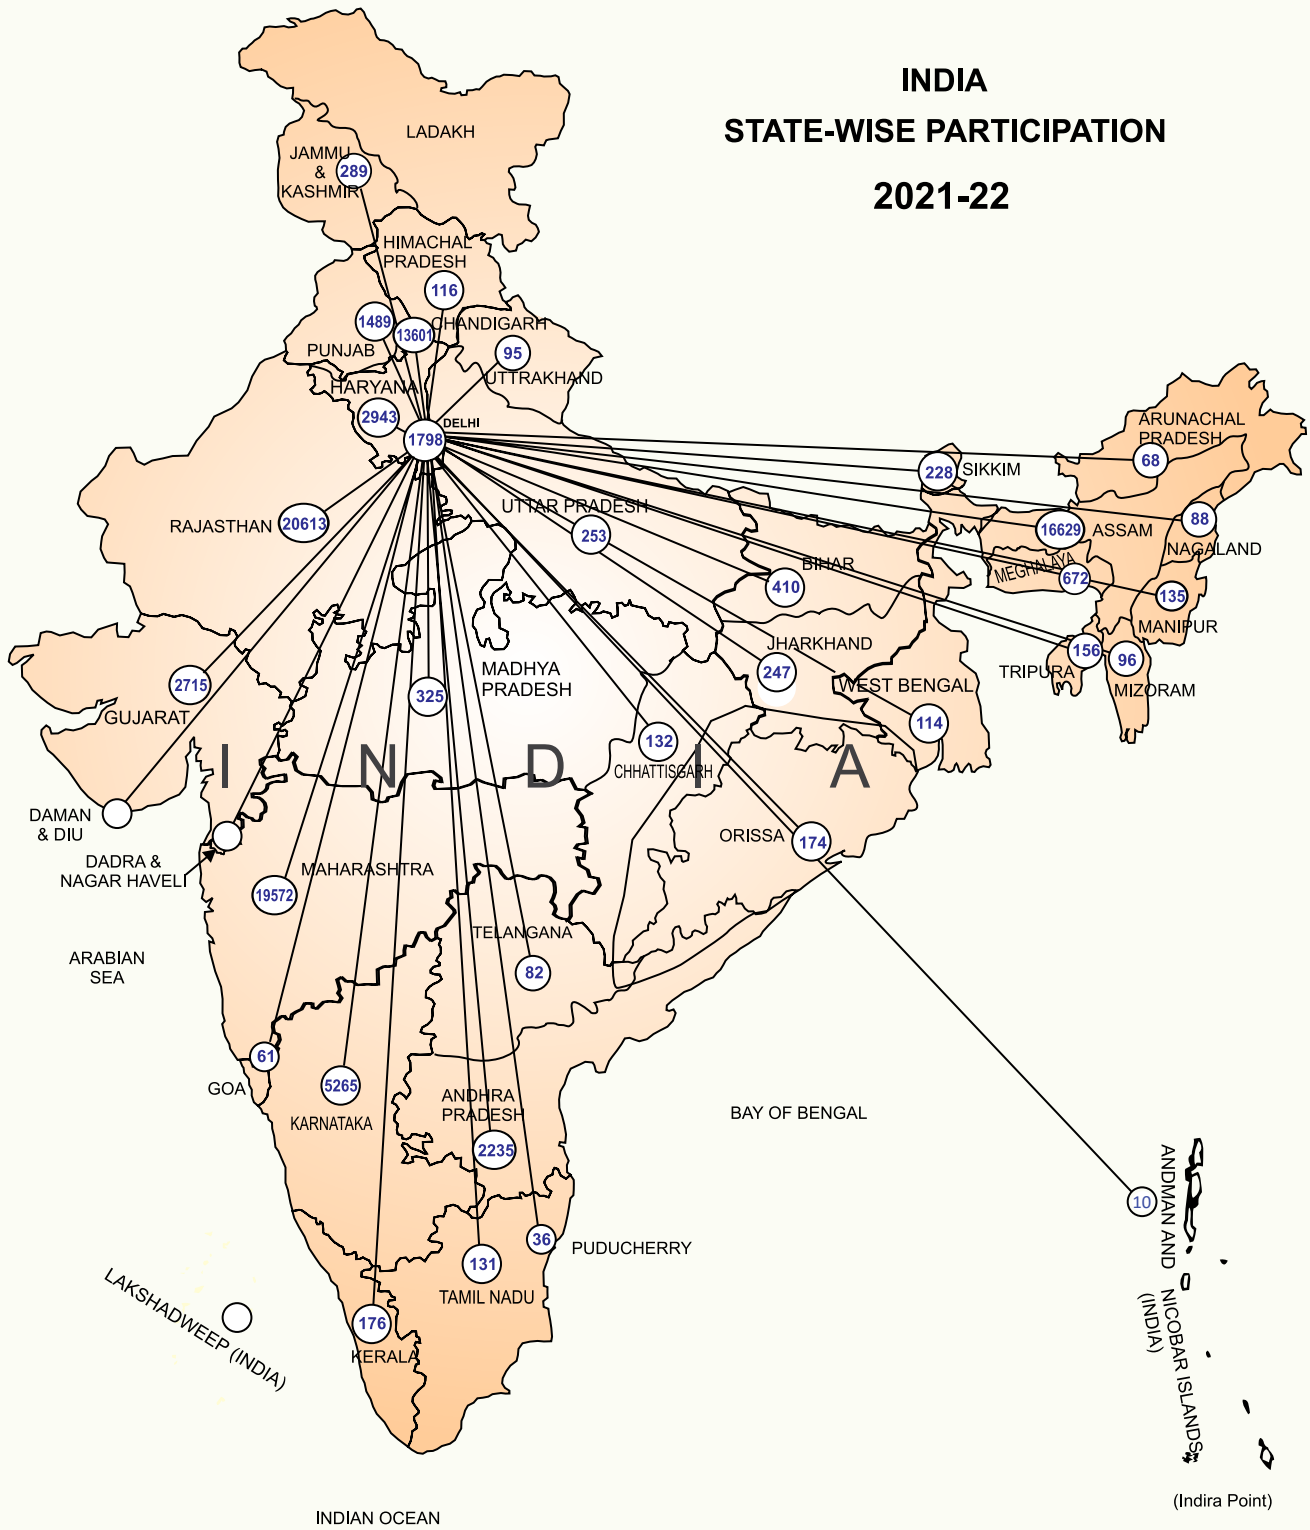 INDIA
STATE-WISE PARTICIPATION
2021-22
LADAKH
JAMMU
&
KASHMIR
289
HIMACHAL
PRADESH
116
1489
PUNJAB
13601
CHANDIGARH
95
UTTRAKHAND
HARYANA
2943
DELHI
1798
ARUNACHAL
PRADESH
68
228
SIKKIM
RAJASTHAN
20613
UTTAR PRADESH
253
16629
ASSAM
88
NAGALAND
BIHAR
410
MEGHALAYA
672
135
MANIPUR
JHARKHAND
247
TRIPURA
156
96
MIZORAM
MADHYA
PRADESH
325
2715
GUJARAT
WEST BENGAL
114
132
CHHATTISGARH
I N D I A
DAMAN
& DIU
DADRA &
NAGAR HAVELI
ORISSA
174
MAHARASHTRA
19572
TELANGANA
82
ARABIAN
SEA
61
GOA
5265
KARNATAKA
ANDHRA
PRADESH
2235
BAY OF BENGAL
10
ANDMAN AND NICOBAR ISLANDS
(INDIA)
36
PUDUCHERRY
131
TAMIL NADU
LAKSHADWEEP (INDIA)
176
KERALA
(Indira Point)
INDIAN OCEAN